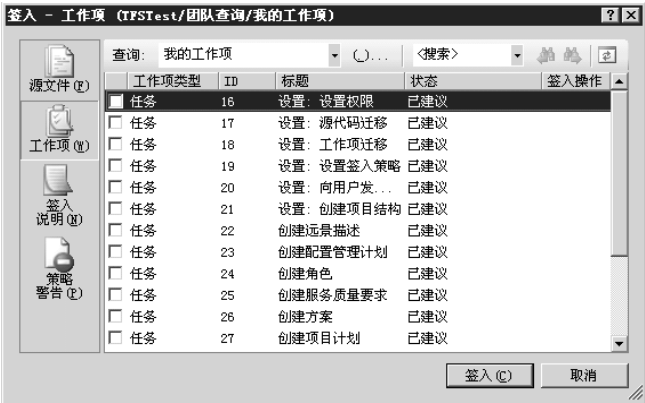 签入 - 工作项 (TFSTest/团队查询/我的工作项)
查询: 我的工作项 <搜索>
源文件(F)
工作项(W)
签入
说明(N)
策略
警告(P)
工作项类型 ID 标题 状态 签入操作
任务 16 设置: 设置权限 已建议
任务 17 设置: 源代码迁移 已建议
任务 18 设置: 工作项迁移 已建议
任务 19 设置: 设置签入策略 已建议
任务 20 设置: 向用户发... 已建议
任务 21 设置: 创建项目结构 已建议
任务 22 创建远景描述 已建议
任务 23 创建配置管理计划 已建议
任务 24 创建角色 已建议
任务 25 创建服务质量要求 已建议
任务 26 创建方案 已建议
任务 27 创建项目计划 已建议
签入(C) 取消